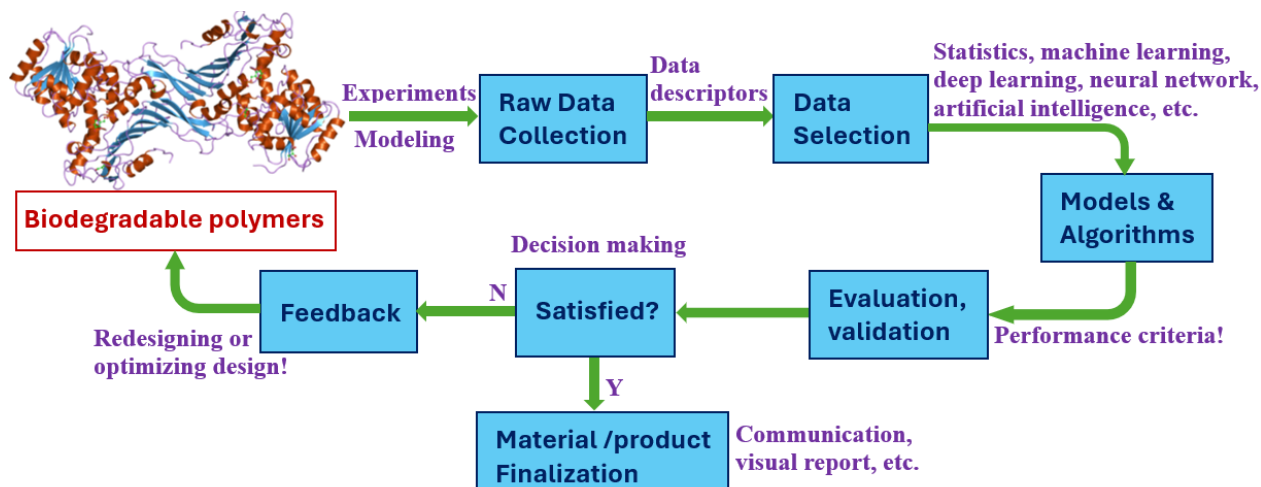 Experiments
Modeling
Raw Data
Collection
Data
descriptors
Data
Selection
Statistics, machine learning,
deep learning, neural network,
artificial intelligence, etc.
Models &
Algorithms
Biodegradable polymers
Decision making
N
Feedback
Satisfied?
Evaluation,
validation
Performance criteria!
Redesigning or
optimizing design!
Y
Material /product
Finalization
Communication,
visual report, etc.